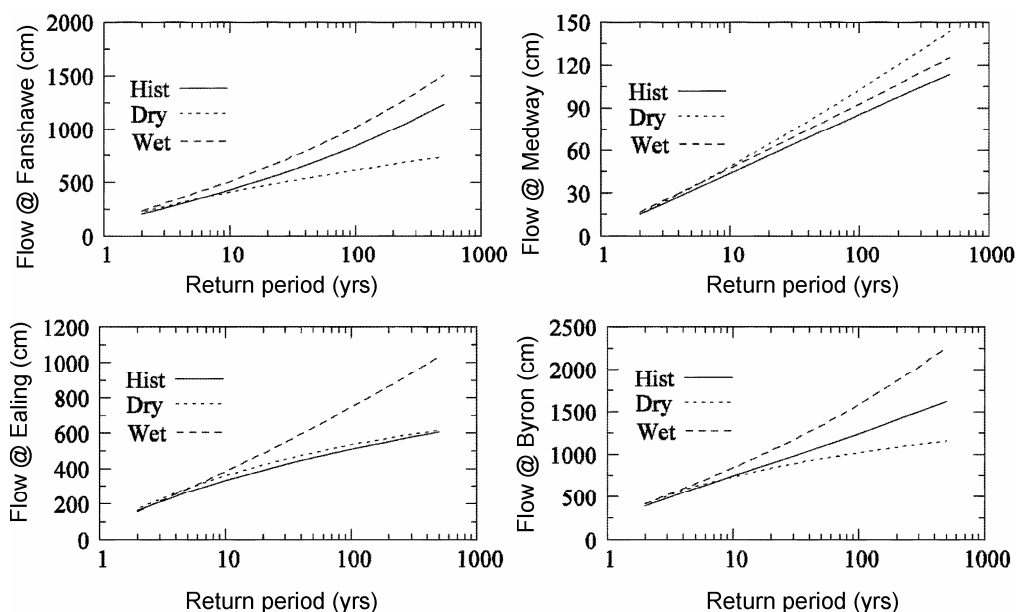 Flow @ Fanshawe (cm)
2000
1500
1000
500
0
Hist
Dry
Wet
1 10 100 1000
Return period (yrs)
Flow @ Medway (cm)
150
120
90
60
30
0
Hist
Dry
Wet
1 10 100 1000
Return period (yrs)
Flow @ Ealing (cm)
1200
1000
800
600
400
200
0
Hist
Dry
Wet
1 10 100 1000
Return period (yrs)
Flow @ Byron (cm)
2500
2000
1500
1000
500
0
Hist
Dry
Wet
1 10 100 1000
Return period (yrs)